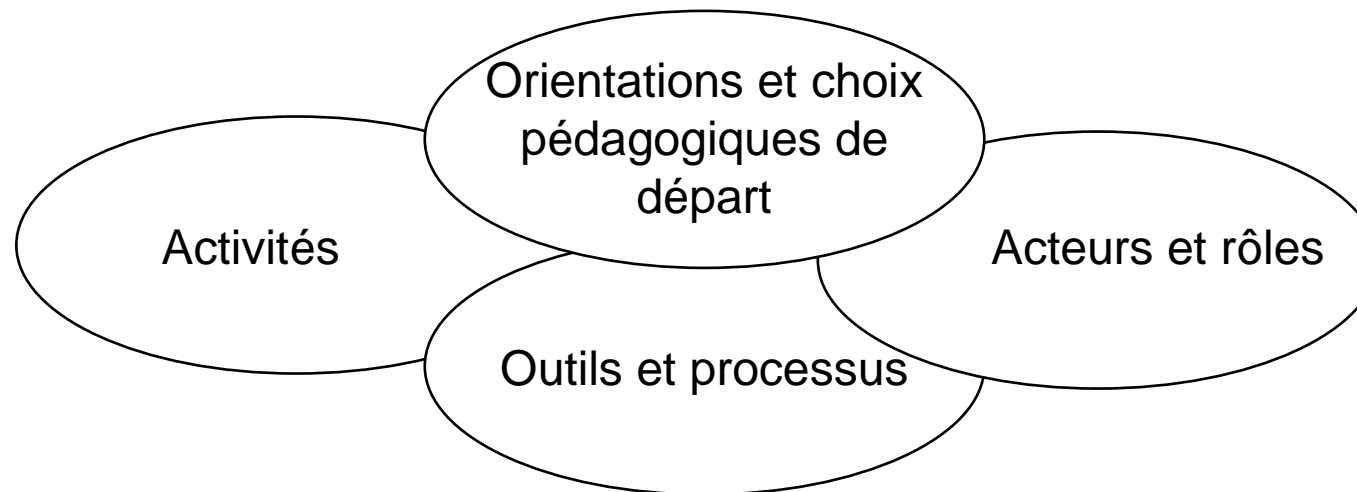 Orientations et choix
pédagogiques de
départ
Activités
Acteurs et rôles
Outils et processus